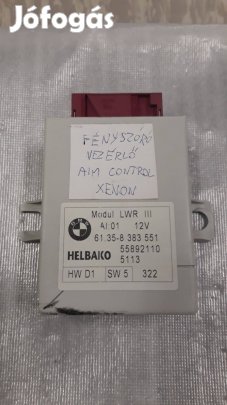 Jófogás
FÉNYSZÓRÓ
VEZÉRLŐ
AIM CONTROL
XENON
Modul LWR III
AI:01 12V
61.35-8 383 551
HELBAKO 55892110
5113
HW D1 SW 5 322
Jófogás